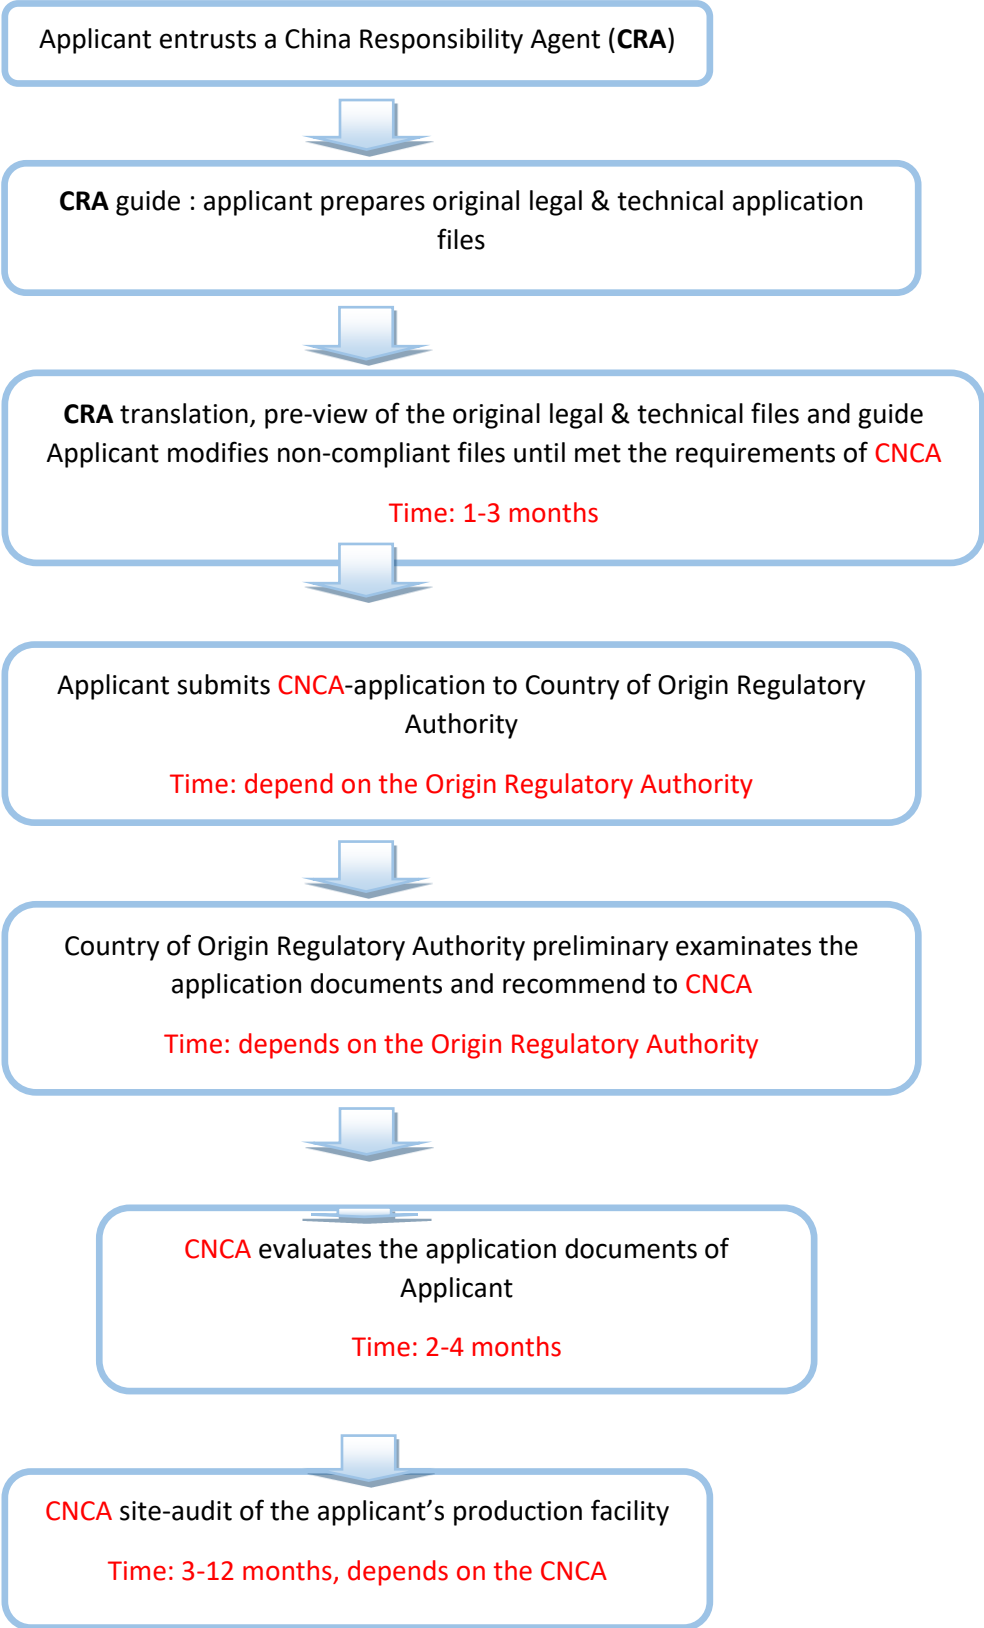 Applicant entrusts a China Responsibility Agent (CRA)
CRA guide : applicant prepares original legal & technical application
files
CRA translation, pre-view of the original legal & technical files and guide
Applicant modifies non-compliant files until met the requirements of CNCA
Time: 1-3 months
Applicant submits CNCA-application to Country of Origin Regulatory
Authority
Time: depend on the Origin Regulatory Authority
Country of Origin Regulatory Authority preliminary examinates the
application documents and recommend to CNCA
Time: depends on the Origin Regulatory Authority
CNCA evaluates the application documents of
Applicant
Time: 2-4 months
CNCA site-audit of the applicant’s production facility
Time: 3-12 months, depends on the CNCA